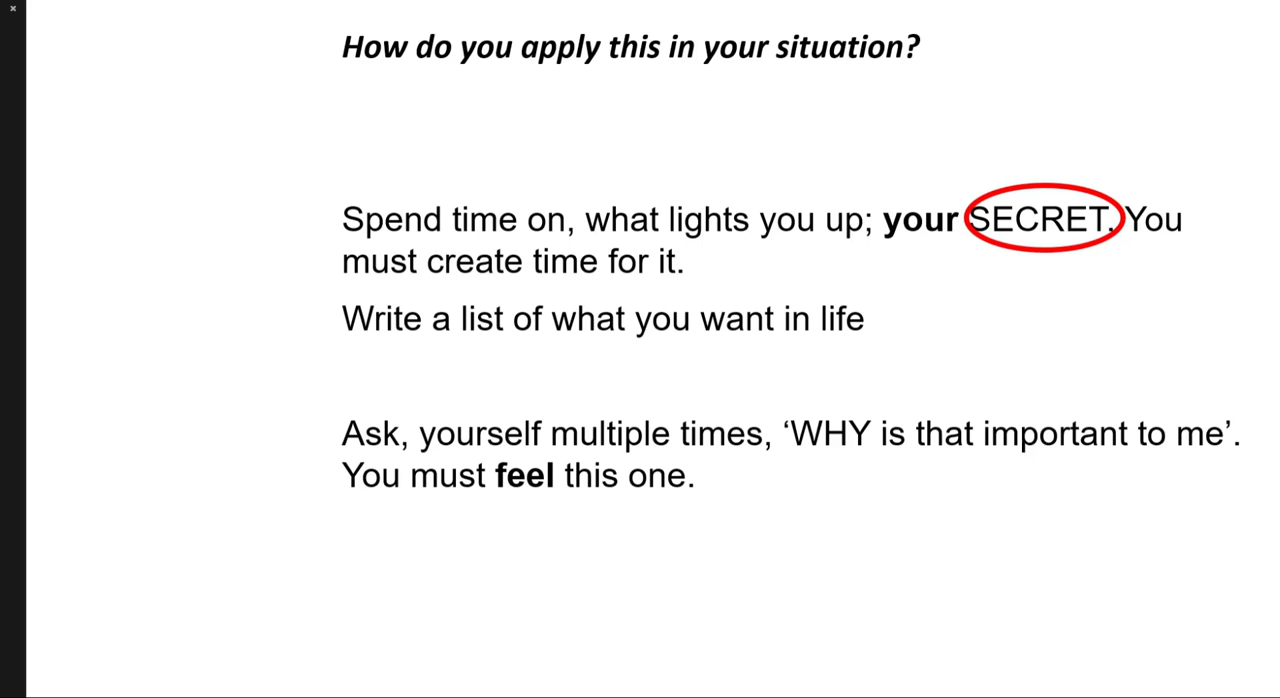 How do you apply this in your situation?
Spend time on, what lights you up; your SECRET. You
must create time for it.
Write a list of what you want in life
Ask, yourself multiple times, ‘WHY is that important to me’.
You must feel this one.